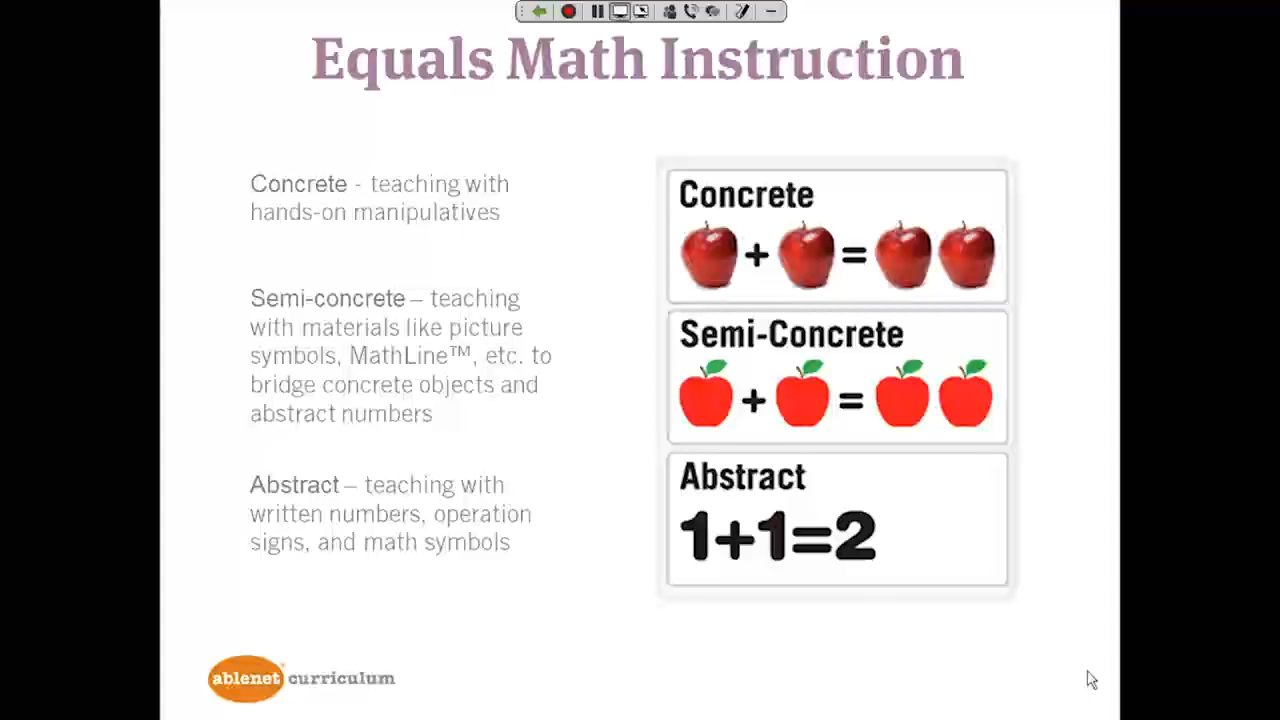 Equals Math Instruction
Concrete - teaching with
hands-on manipulatives
Semi-concrete – teaching
with materials like picture
symbols, MathLine™, etc. to
bridge concrete objects and
abstract numbers
Abstract – teaching with
written numbers, operation
signs, and math symbols
Concrete
+ =
Semi-Concrete
+ =
Abstract
1+1=2
ablenet curriculum